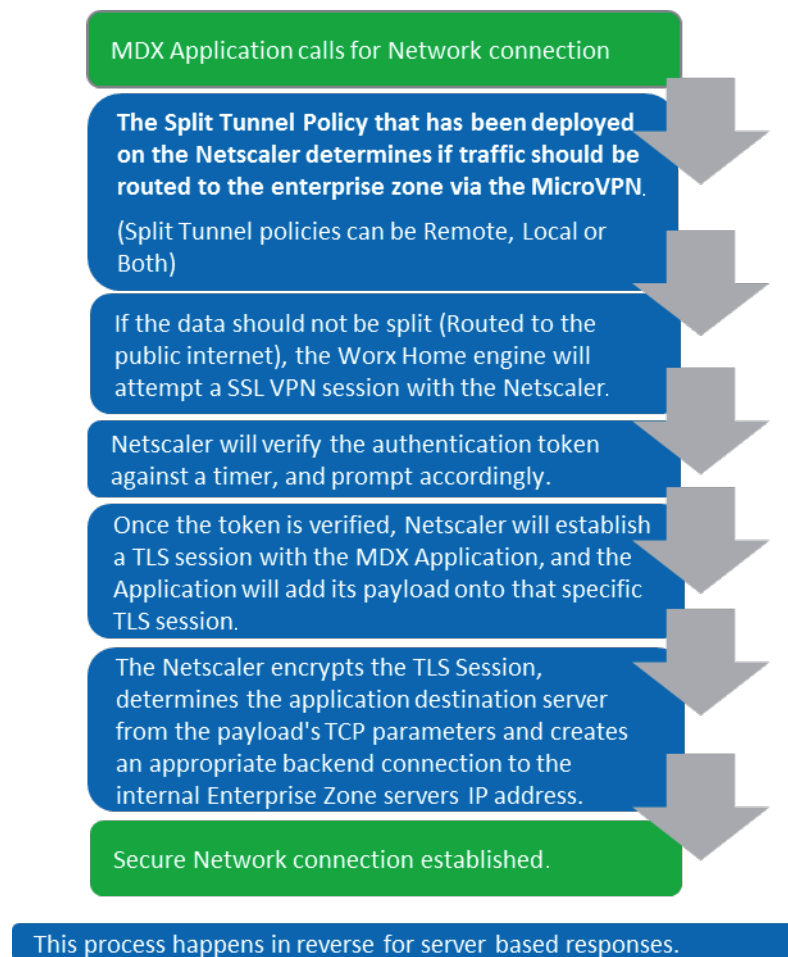 MDX Application calls for Network connection
The Split Tunnel Policy that has been deployed
on the Netscaler determines if traffic should be
routed to the enterprise zone via the MicroVPN.
(Split Tunnel policies can be Remote, Local or
Both)
If the data should not be split (Routed to the
public internet), the Worx Home engine will
attempt a SSL VPN session with the Netscaler.
Netscaler will verify the authentication token
against a timer, and prompt accordingly.
Once the token is verified, Netscaler will establish
a TLS session with the MDX Application, and the
Application will add its payload onto that specific
TLS session.
The Netscaler encrypts the TLS Session,
determines the application destination server
from the payload's TCP parameters and creates
an appropriate backend connection to the
internal Enterprise Zone servers IP address.
Secure Network connection established.
This process happens in reverse for server based responses.